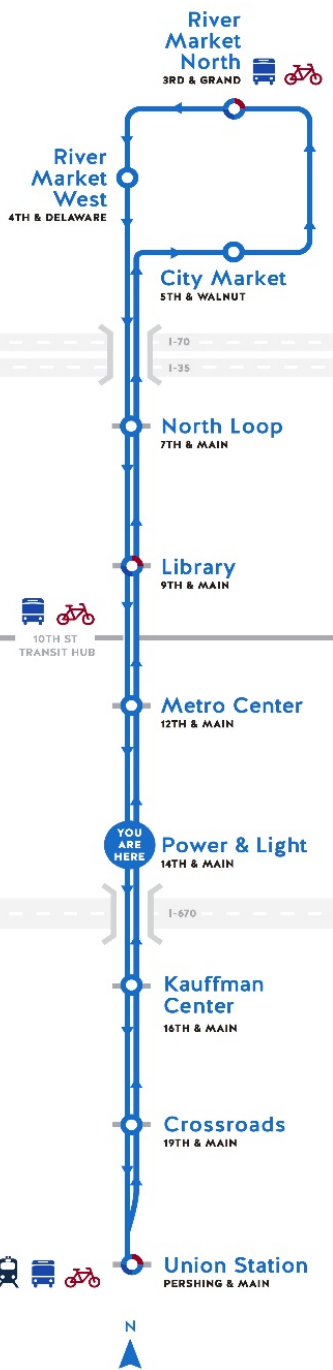 River
Market
North
3RD & GRAND
River
Market
West
4TH & DELAWARE
City Market
5TH & WALNUT
I-70
I-35
North Loop
7TH & MAIN
Library
9TH & MAIN
10TH ST
TRANSIT HUB
Metro Center
12TH & MAIN
YOU
ARE
HERE
Power & Light
14TH & MAIN
I-670
Kauffman
Center
16TH & MAIN
Crossroads
19TH & MAIN
Union Station
PERSHING & MAIN
N